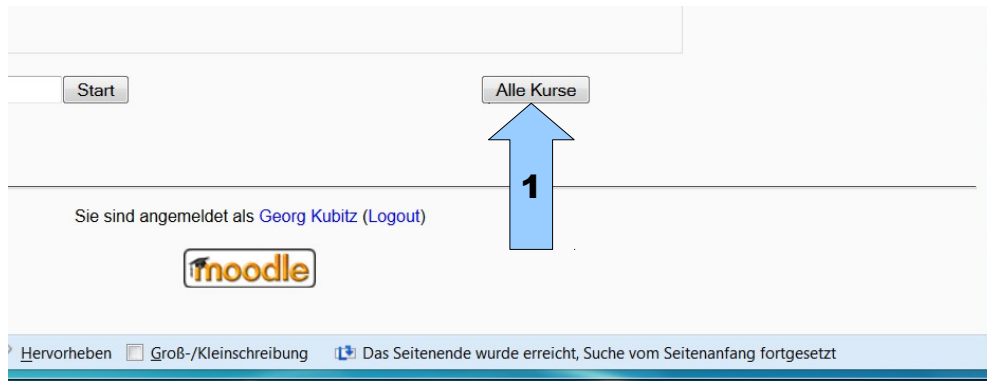 Start Alle Kurse
1
Sie sind angemeldet als Georg Kubitz (Logout)
moodle
Hervorheben Groß-/Kleinschreibung Das Seitenende wurde erreicht, Suche vom Seitenanfang fortgesetzt